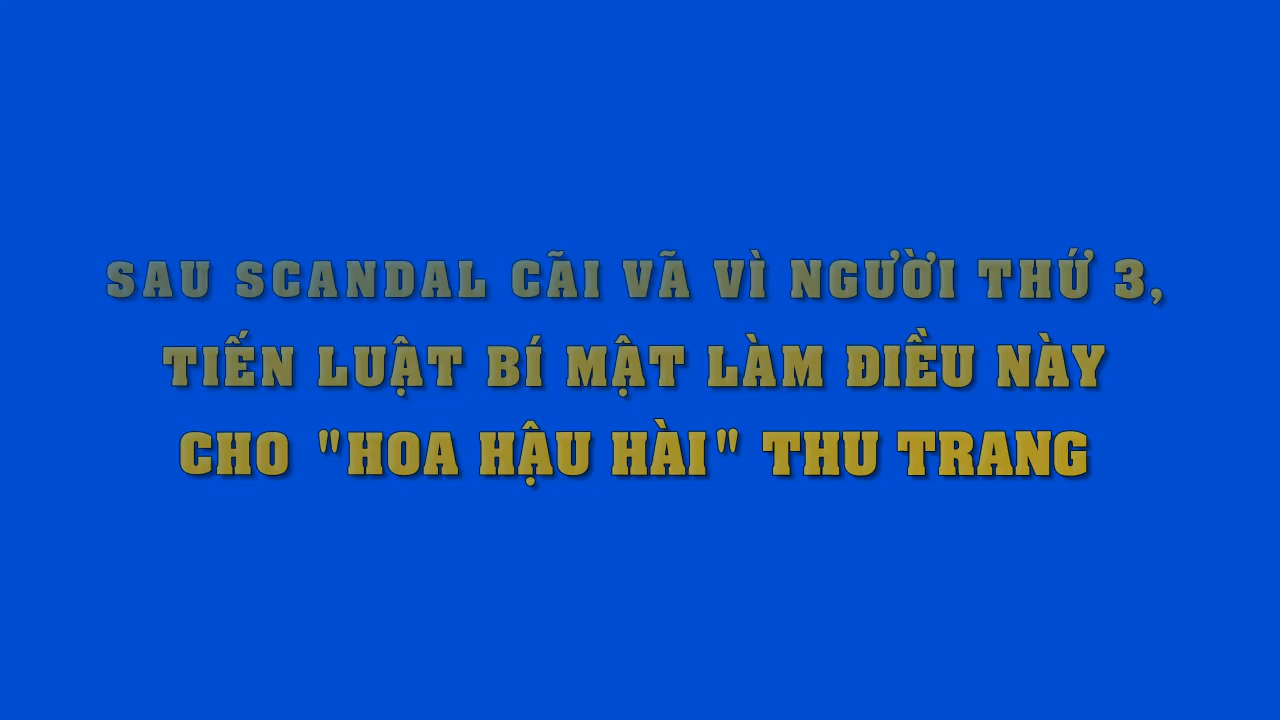 SAU SCANDAL CÃI VÃ VÌ NGƯỜI THỨ 3,
TIẾN LUẬT BÍ MẬT LÀM ĐIỀU NÀY
CHO "HOA HẬU HÀI" THU TRANG